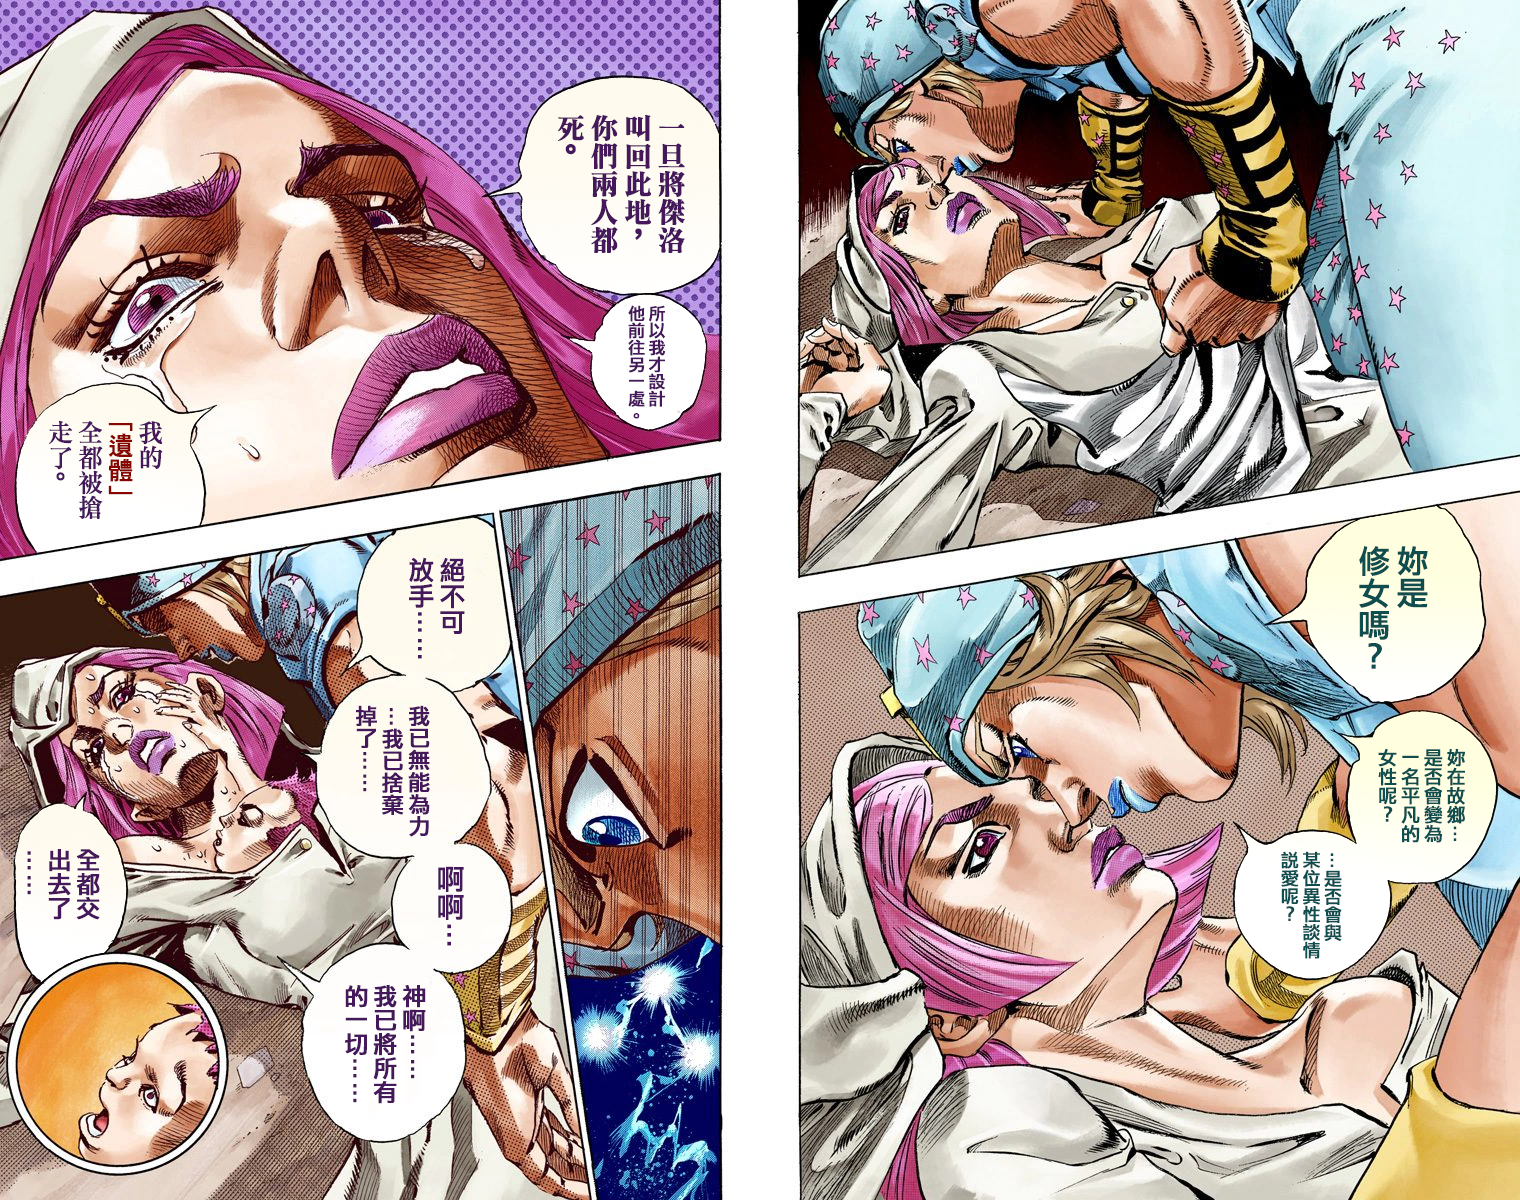 妳是
修女嗎？
妳在故鄉…
是否會變為
一名平凡的
女性呢？
…是否會與
某位異性談情
説愛呢？
一旦將傑洛
叫回此地，
你們兩人都
死。
所以我才設計
他前往另一處。
我的
「遺體」
全都被搶
走了。
絕不可
放手……
我已無能為力
…我已捨棄
掉了……
啊啊…
神啊……
我已將所有
的一切……
全都交
出去了
……